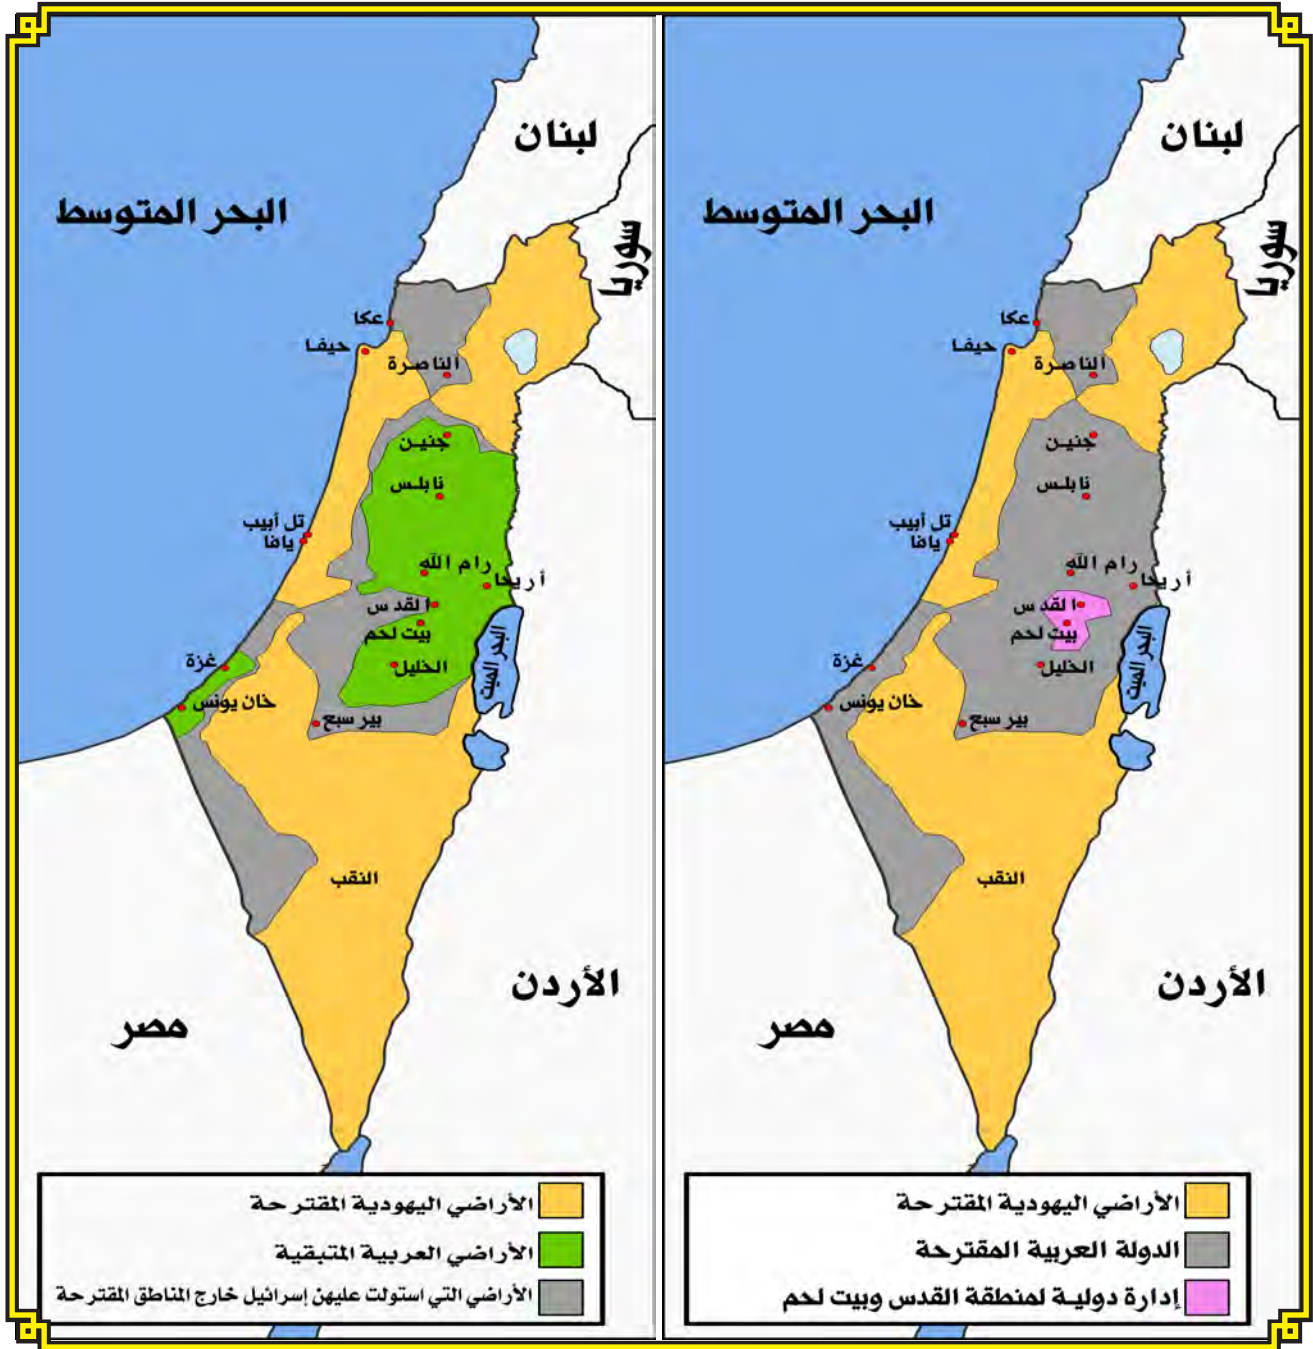 لبنان
البحر المتوسط
سوريا
عكا
حيفا
الناصرة
جنين
نابلس
تل أبيب
يافا
رام الله
أريحا
القدس
بيت لحم
البحر الميت
الخليل
غزة
خان يونس
بير سبع
النقب
الأردن
مصر
الأراضي اليهودية المقترحة
الدولة العربية المقترحة
إدارة دولية لمنطقة القدس وبيت لحم
لبنان
البحر المتوسط
سوريا
عكا
حيفا
الناصرة
جنين
نابلس
تل أبيب
يافا
رام الله
أريحا
القدس
بيت لحم
البحر الميت
الخليل
غزة
خان يونس
بير سبع
النقب
الأردن
مصر
الأراضي اليهودية المقترحة
الأراضي العربية المتبقية
الأراضي التي استولت عليهن إسرائيل خارج المناطق المقترحة